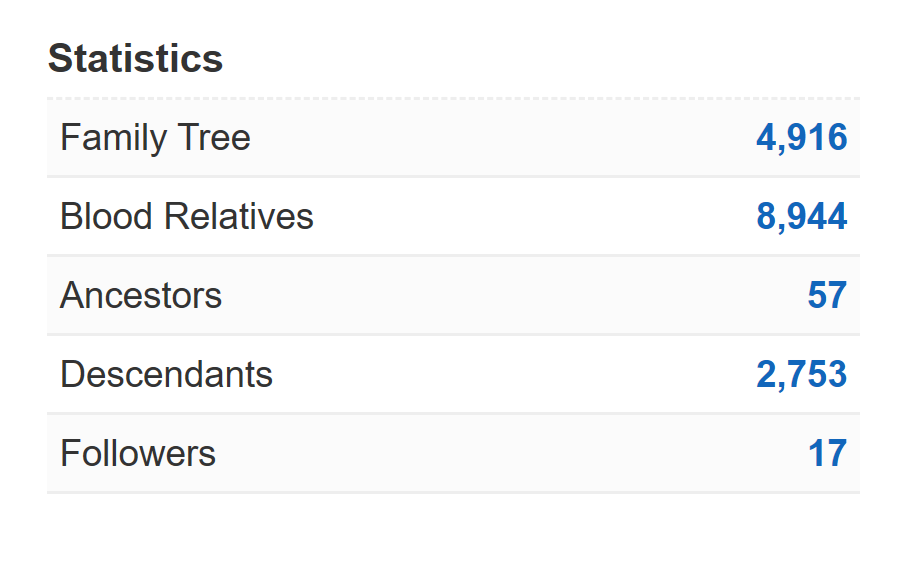 Statistics
Family Tree 4,916
Blood Relatives 8,944
Ancestors 57
Descendants 2,753
Followers 17